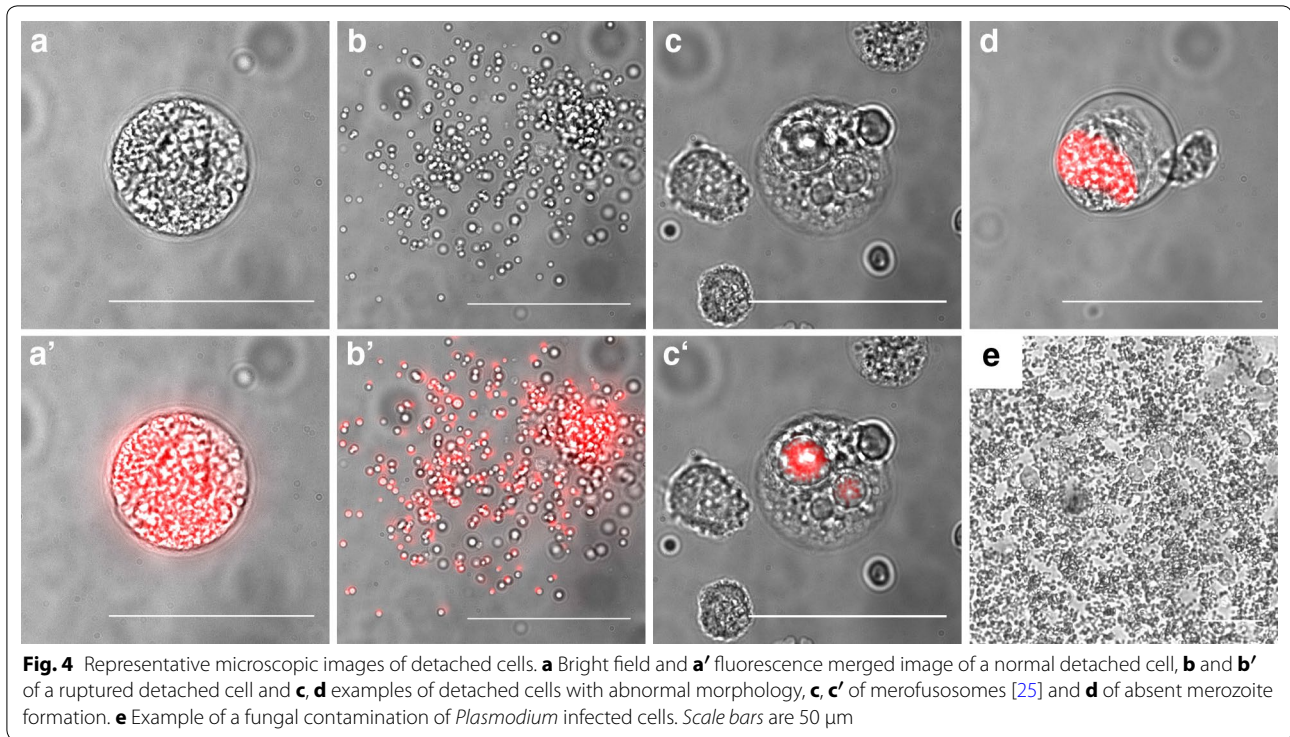 a
b
c
d
a'
b'
c'
e
Fig. 4 Representative microscopic images of detached cells. a Bright field and a′ fluorescence merged image of a normal detached cell, b and b′
of a ruptured detached cell and c, d examples of detached cells with abnormal morphology, c, c′ of merofusosomes [25] and d of absent merozoite
formation. e Example of a fungal contamination of Plasmodium infected cells. Scale bars are 50 μm